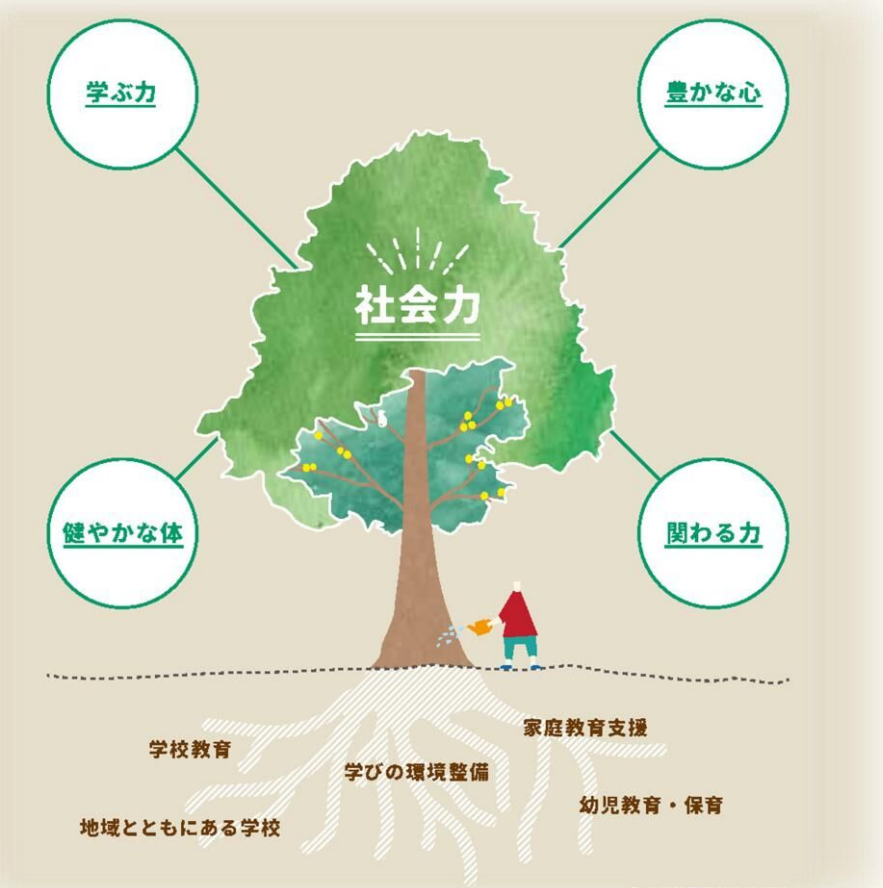 学ぶ力
豊かな心
社会力
健やかな体
関わる力
家庭教育支援
学校教育
学びの環境整備
幼児教育・保育
地域とともにある学校